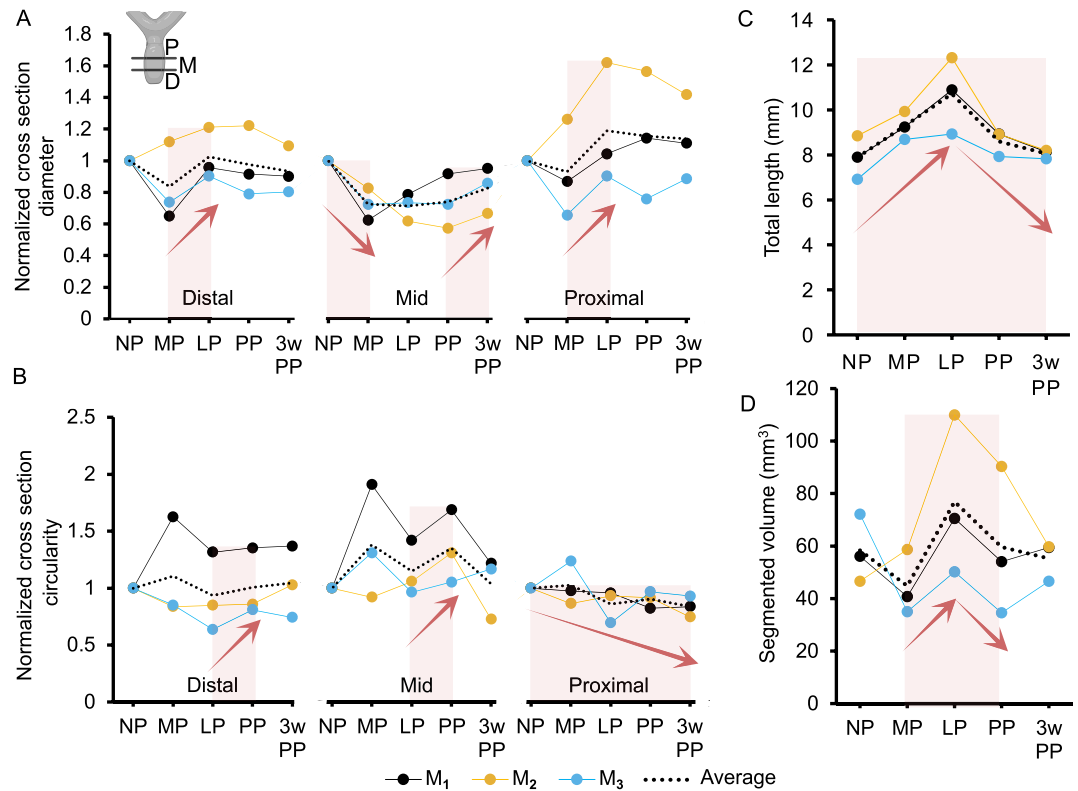 A
P
M
D
Normalized cross section
diameter
1.8
1.6
1.4
1.2
1
0.8
0.6
0.4
0.2
0
Distal
Mid
Proximal
NP MP LP PP 3w
PP
NP MP LP PP 3w
PP
NP MP LP PP 3w
PP
B
Normalized cross section
circularity
2.5
2
1.5
1
0.5
0
Distal
Mid
Proximal
NP MP LP PP 3w
PP
NP MP LP PP 3w
PP
NP MP LP PP 3w
PP
C
Total length (mm)
14
12
10
8
6
4
2
0
NP MP LP PP 3w
PP
D
Segmented volume (mm³)
120
100
80
60
40
20
0
NP MP LP PP 3w
PP
M₁ M₂ M₃ Average